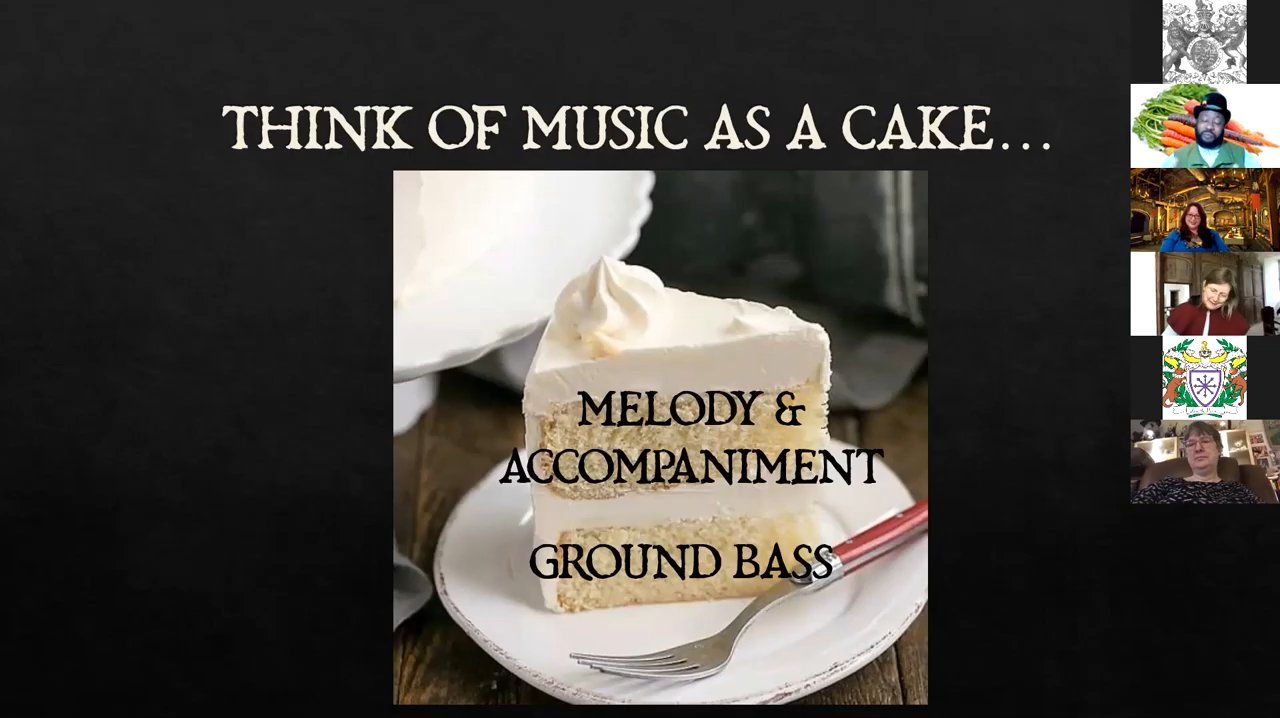 THINK OF MUSIC AS A CAKE...
MELODY &
ACCOMPANIMENT
GROUND BASS